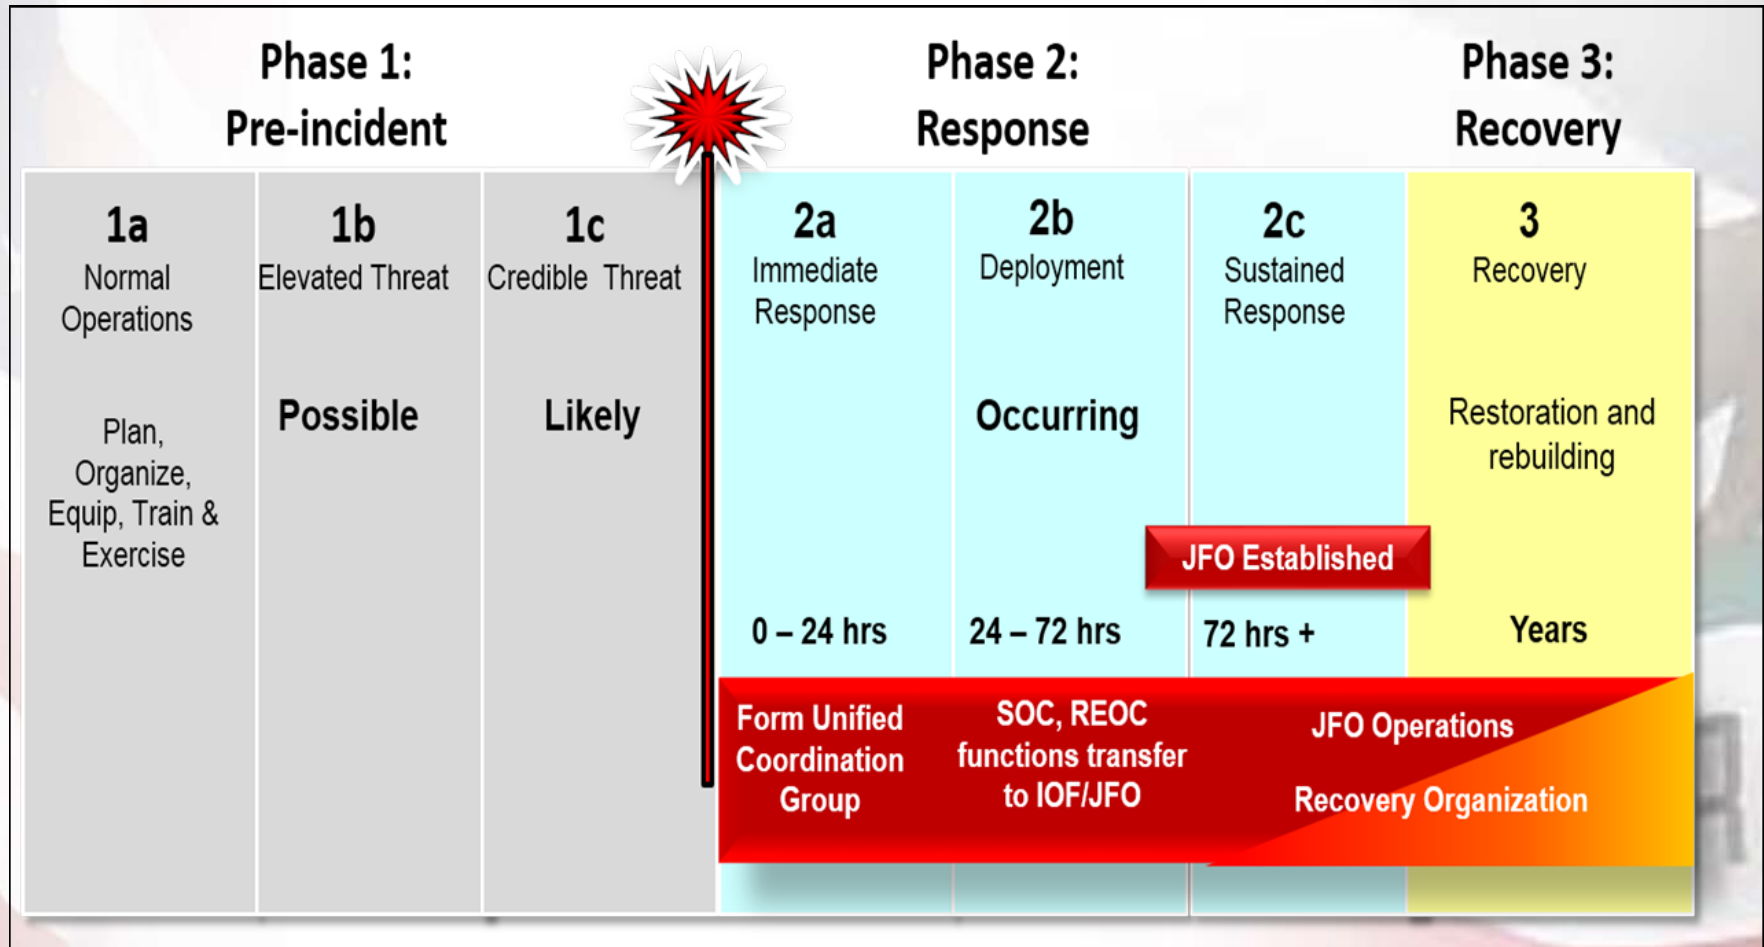 Phase 1:
Pre-incident
Phase 2:
Response
Phase 3:
Recovery
1a
Normal
Operations
Plan,
Organize,
Equip, Train &
Exercise
1b
Elevated Threat
Possible
1c
Credible Threat
Likely
2a
Immediate
Response
0 – 24 hrs
2b
Deployment
Occurring
24 – 72 hrs
2c
Sustained
Response
JFO Established
72 hrs +
3
Recovery
Restoration and
rebuilding
Years
Form Unified
Coordination
Group
SOC, REOC
functions transfer
to IOF/JFO
JFO Operations
Recovery Organization